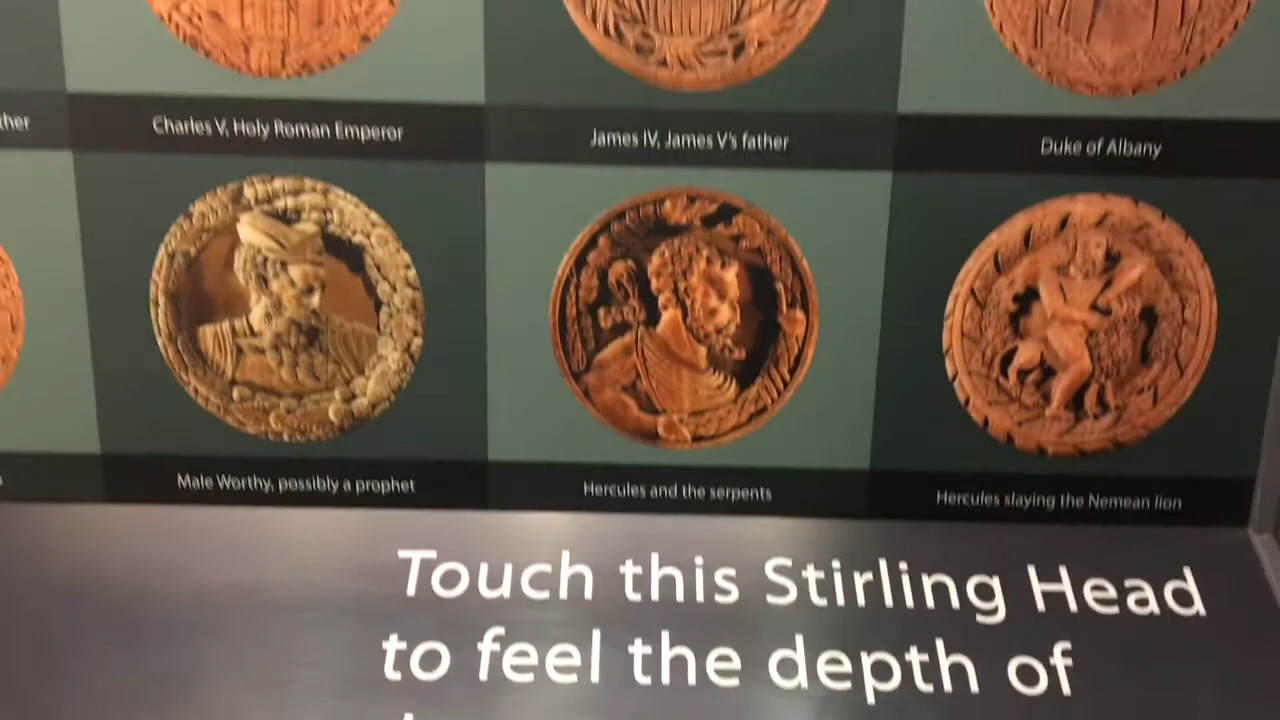 ther
Charles V, Holy Roman Emperor
James IV, James V's father
Duke of Albany
Male Worthy, possibly a prophet
Hercules and the serpents
Hercules slaying the Nemean lion
Touch this Stirling Head
to feel the depth of